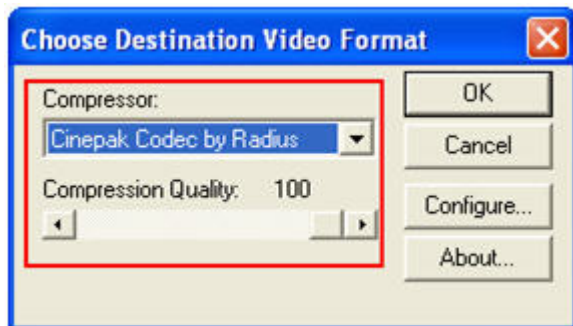 Choose Destination Video Format
Compressor:
Cinepak Codec by Radius
Compression Quality: 100
OK
Cancel
Configure...
About...